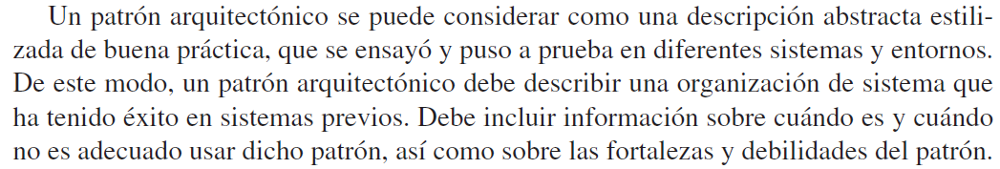 Un patrón arquitectónico se puede considerar como una descripción abstracta estili-
zada de buena práctica, que se ensayó y puso a prueba en diferentes sistemas y entornos.
De este modo, un patrón arquitectónico debe describir una organización de sistema que
ha tenido éxito en sistemas previos. Debe incluir información sobre cuándo es y cuándo
no es adecuado usar dicho patrón, así como sobre las fortalezas y debilidades del patrón.